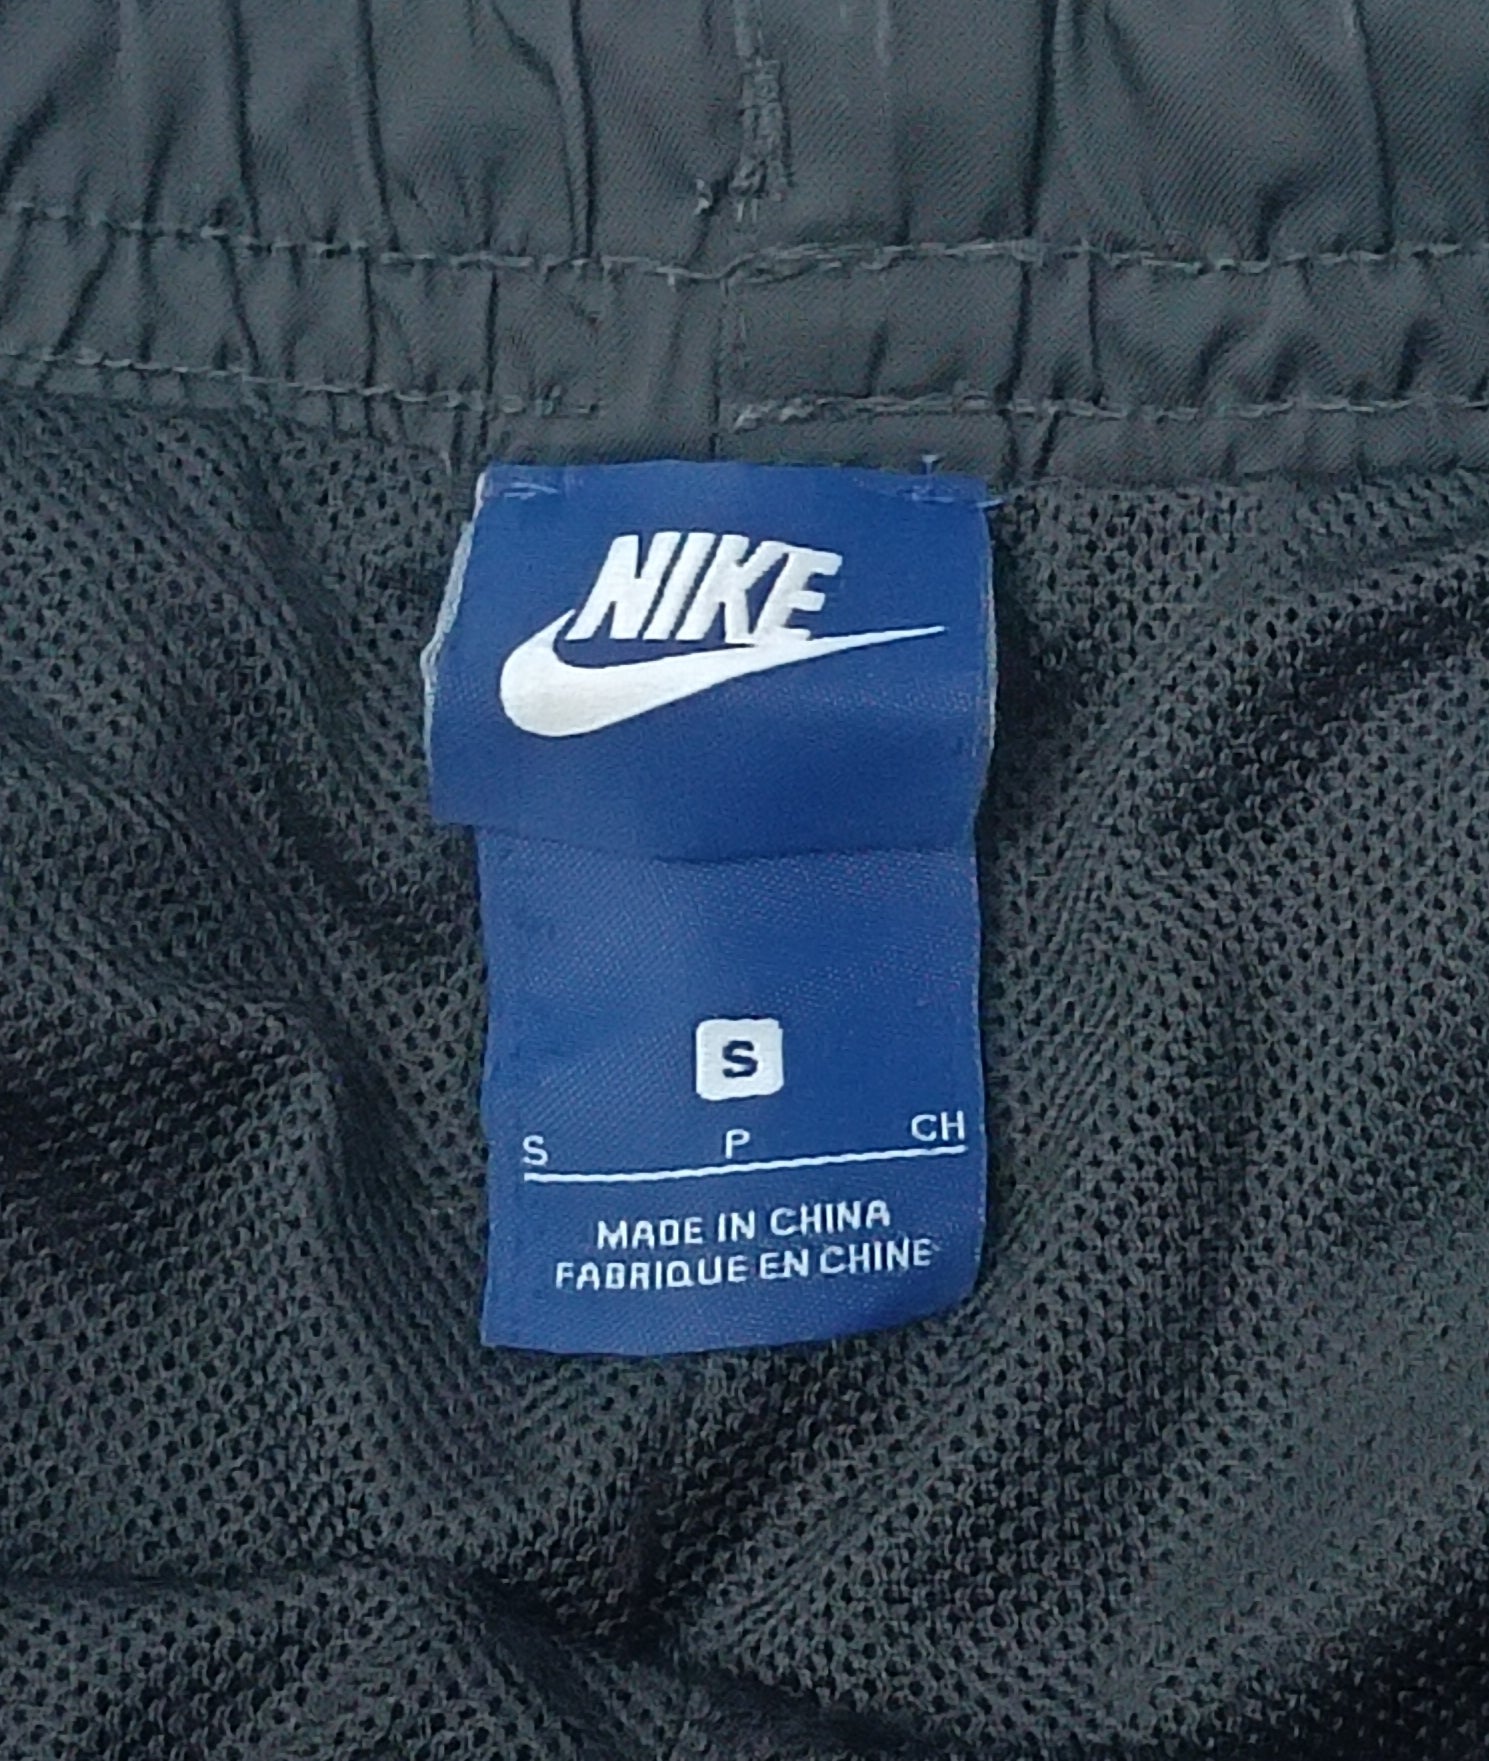 NIKE
S
S P CH
MADE IN CHINA
FABRIQUE EN CHINE